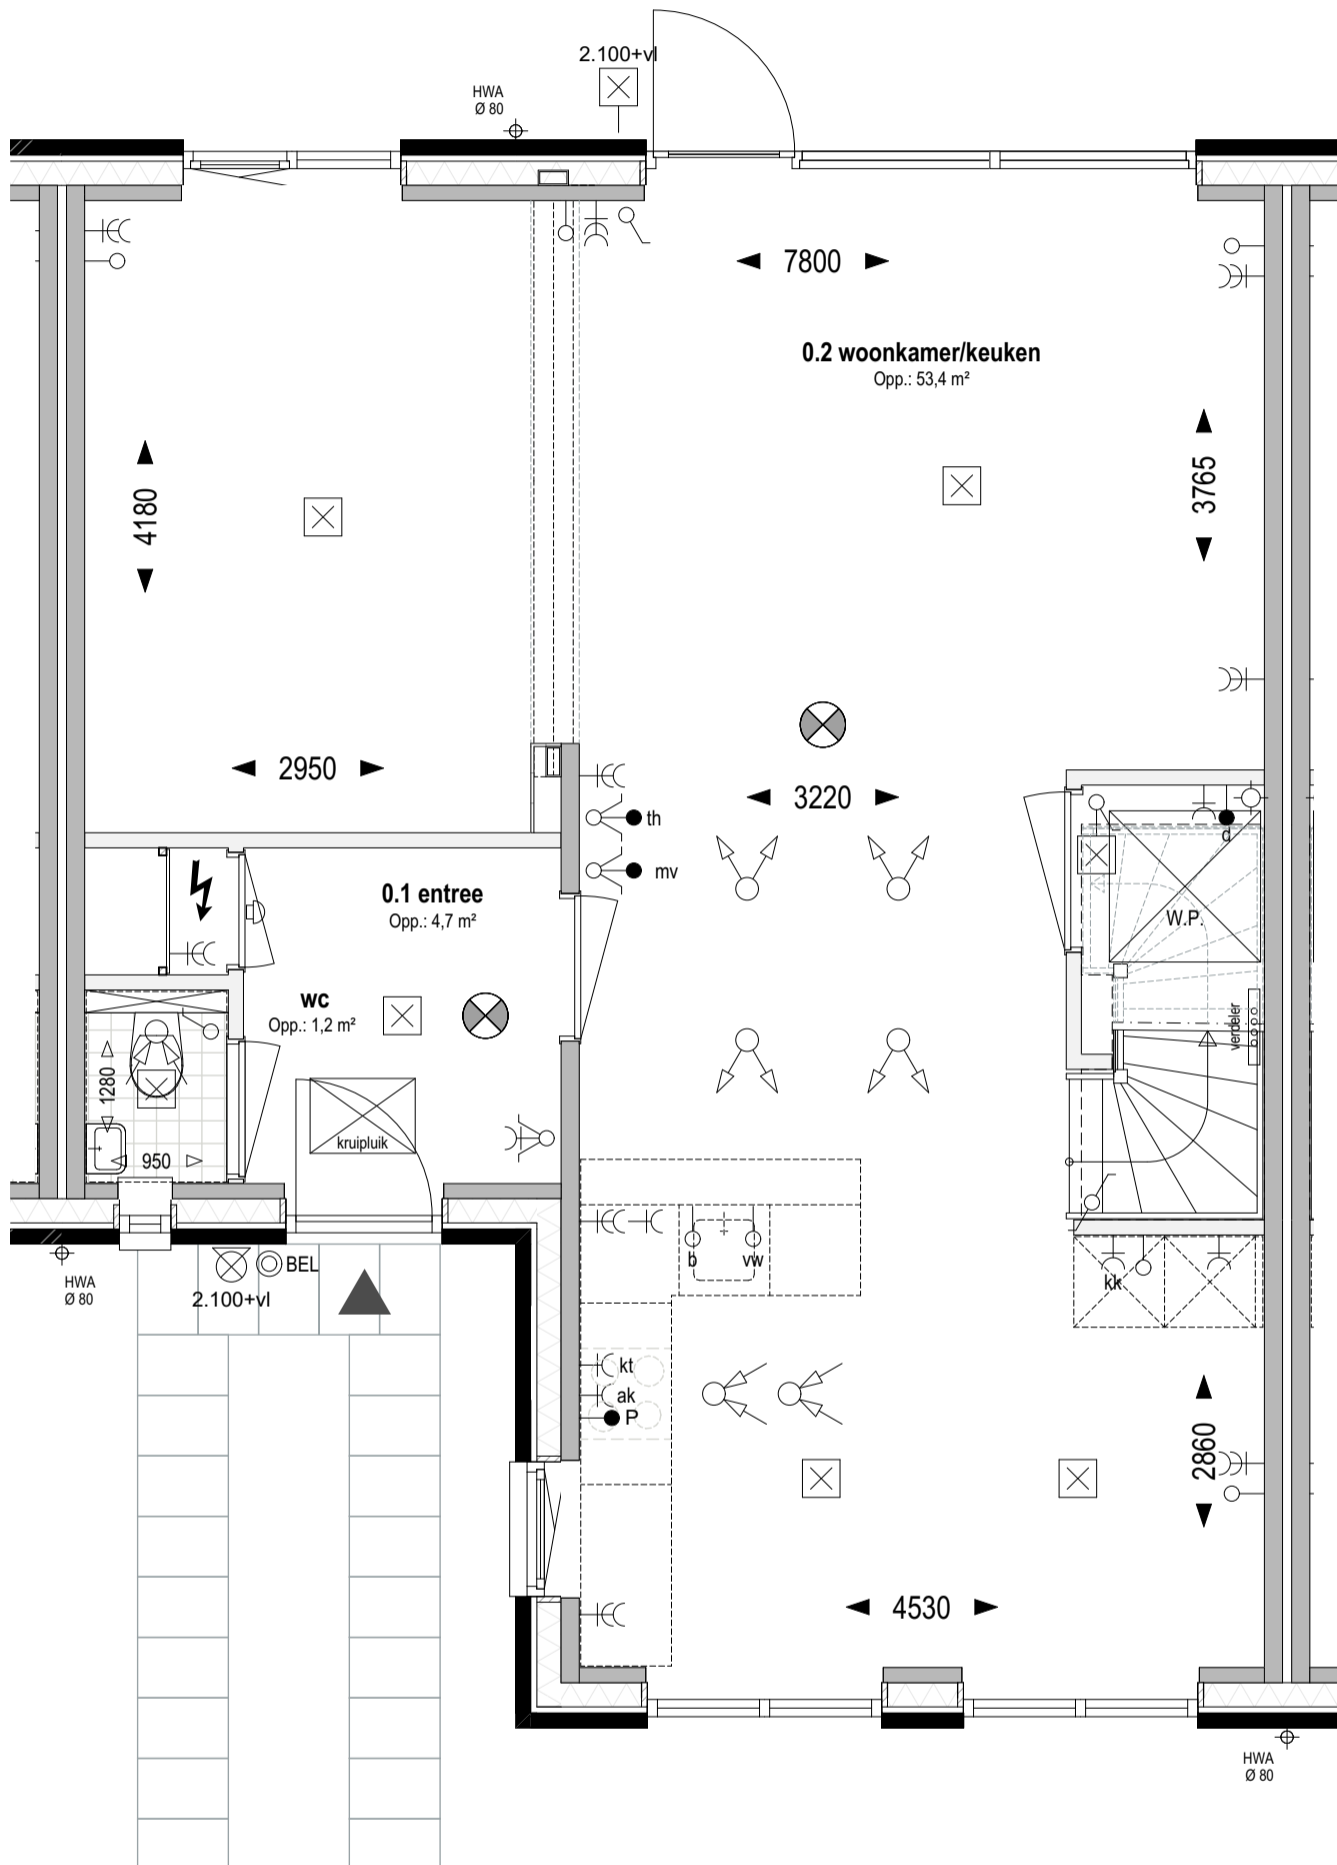 2.100+vl
HWA
Ø 80
7800
0.2 woonkamer/keuken
Opp.: 53,4 m²
4180
3765
2950
3220
th
mv
d
W.P.
0.1 entree
Opp.: 4,7 m²
wc
Opp.: 1,2 m²
verdeler
1280
950
kruipluik
HWA
Ø 80
BEL
2.100+vl
b
vw
kk
kt
ak
P
2860
4530
HWA
Ø 80